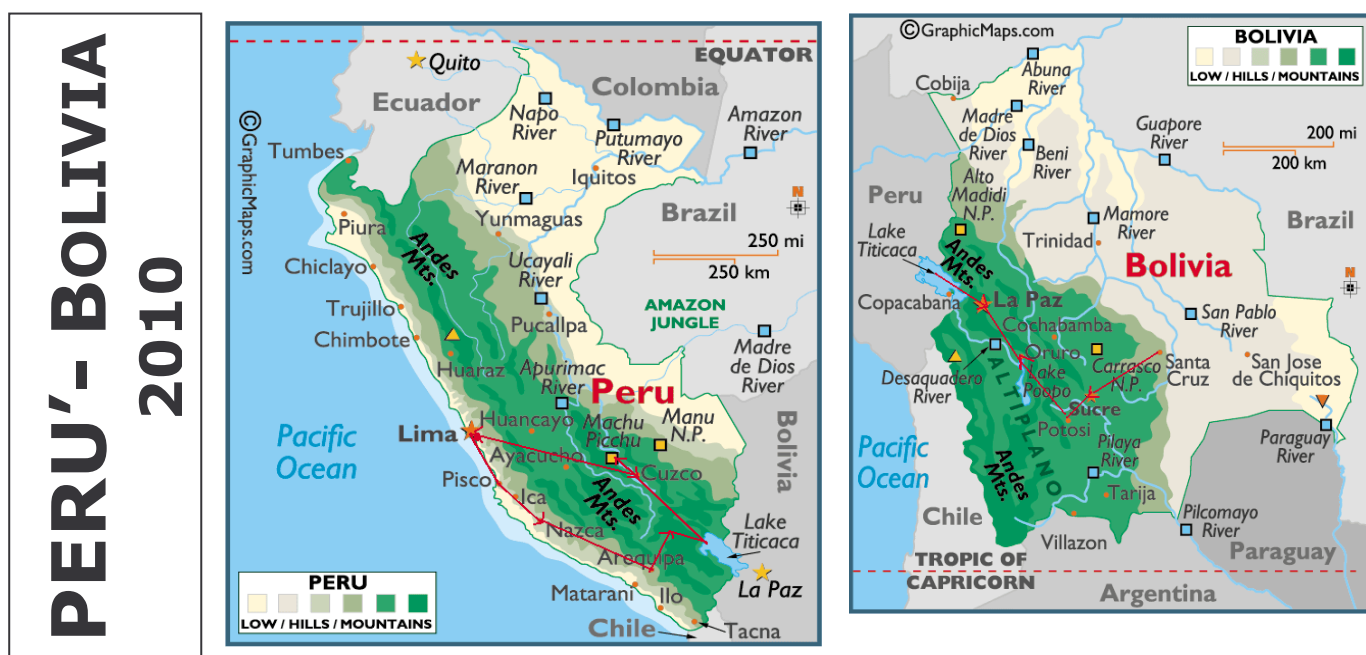 PERU´- BOLIVIA
2010
EQUATOR
Quito
Ecuador
Colombia
©GraphicMaps.com
Napo
River
Putumayo
River
Amazon
River
Tumbes
Maranon
River
Iquitos
Piura
Yunmaguas
Brazil
N
250 mi
250 km
Andes
Mts.
Chiclayo
Ucayali
River
Trujillo
Pucallpa
AMAZON
JUNGLE
Chimbote
Huaraz
Apurimac
River
Madre
de Dios
River
Peru
Huancayo
Machu
Picchu
Manu
N.P.
Bolivia
Lima
Pacific
Ocean
Ayacucho
Cuzco
Pisco
Ica
Andes
Mts.
Nazca
Lake
Titicaca
Arequipa
La Paz
Matarani
Ilo
Chile
Tacna
PERU
LOW / HILLS / MOUNTAINS
©GraphicMaps.com
BOLIVIA
LOW / HILLS / MOUNTAINS
Cobija
Abuna
River
Madre
de Dios
River
Beni
River
Guapore
River
200 mi
200 km
Peru
Alto
Madidi
N.P.
Mamore
River
Brazil
Lake
Titicaca
Andes
Mts.
Trinidad
Bolivia
N
Copacabana
La Paz
San Pablo
River
Cochabamba
Oruro
Carrasco
N.P.
Santa
Cruz
San Jose
de Chiquitos
Desaquadero
River
Lake
Poopo
ALTIPLANO
Sucre
Potosi
Pacific
Ocean
Pilaya
River
Paraguay
River
Andes
Mts.
Tarija
Chile
Villazon
Pilcomayo
River
Paraguay
TROPIC OF
CAPRICORN
Argentina